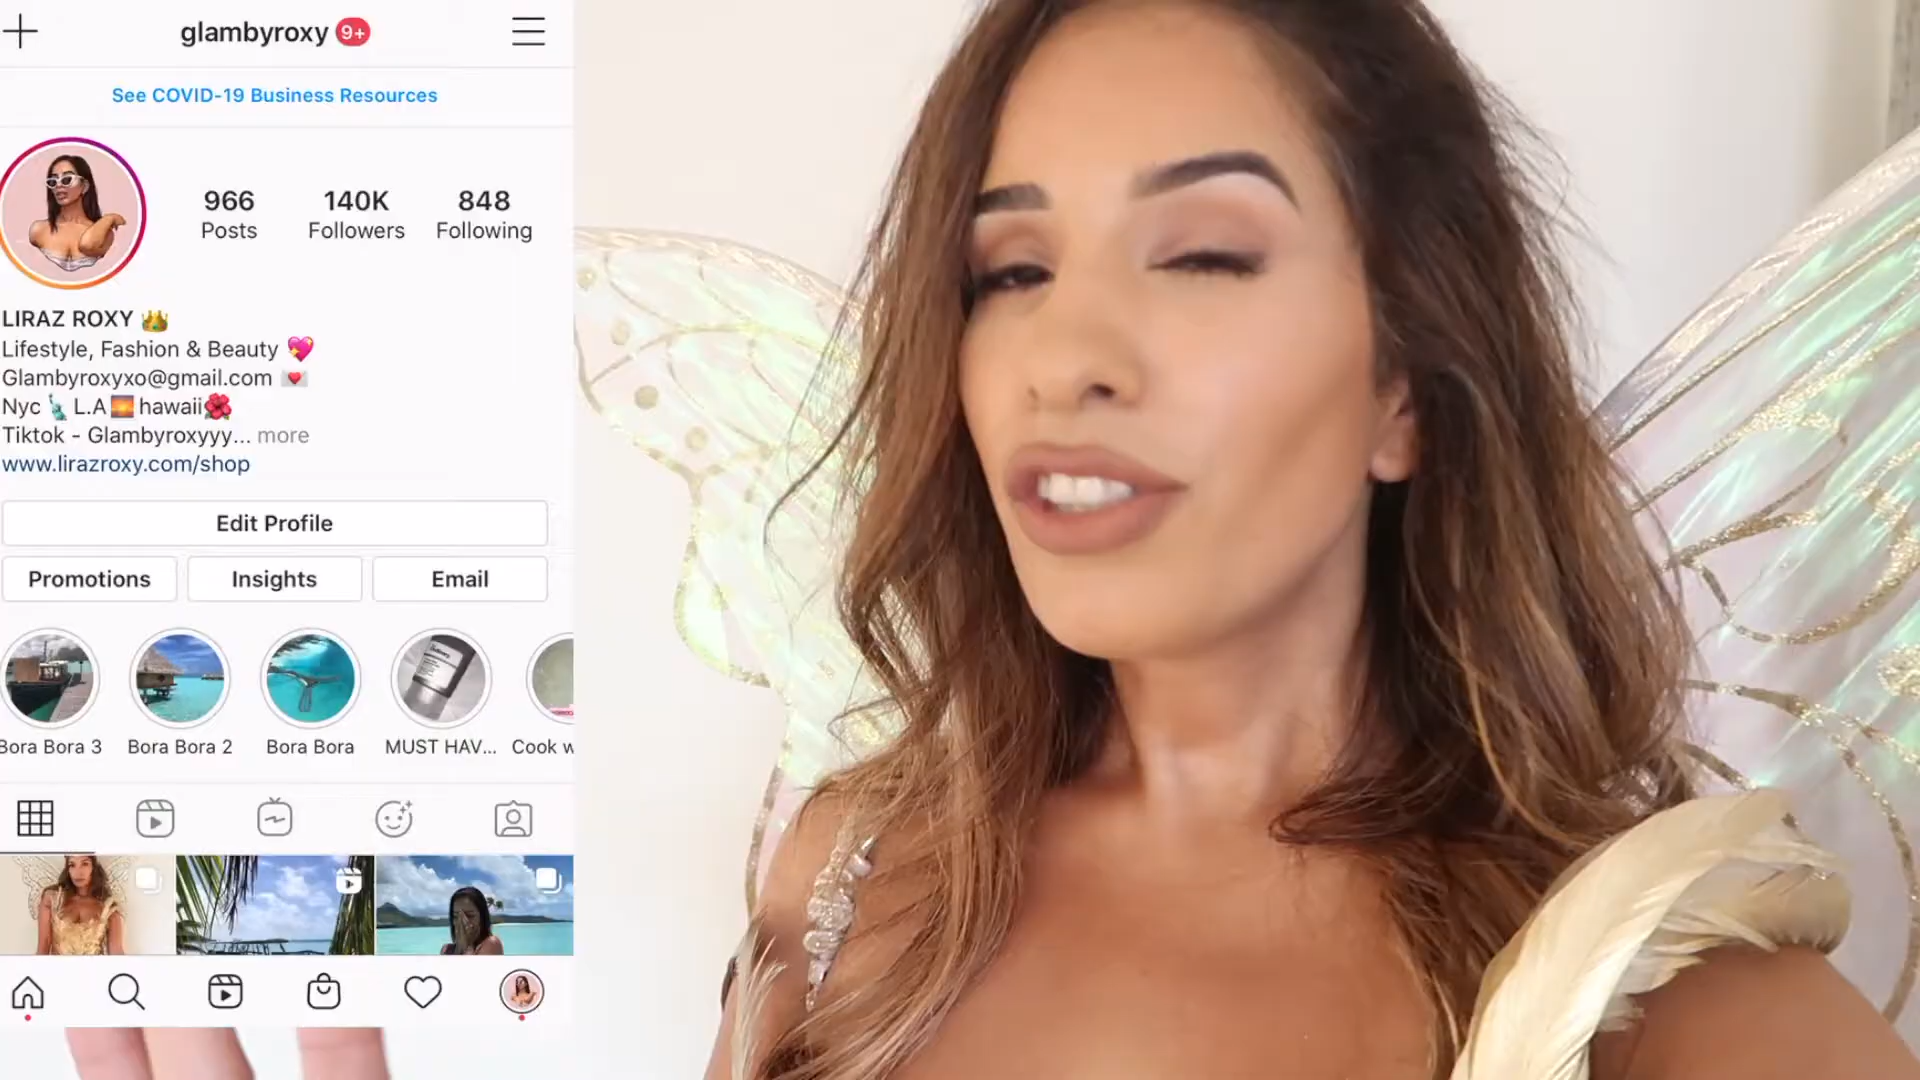 glambyroxy 9+
See COVID-19 Business Resources
966 140K 848
Posts Followers Following
LIRAZ ROXY 👑
Lifestyle, Fashion & Beauty 💖
Glambyroxyxo@gmail.com 💌
Nyc 🗽 L.A 🌅 hawaii🌺
Tiktok - Glambyroxyyy... more
www.lirazroxy.com/shop
Edit Profile
Promotions Insights Email
Bora Bora 3 Bora Bora 2 Bora Bora MUST HAV... Cook w